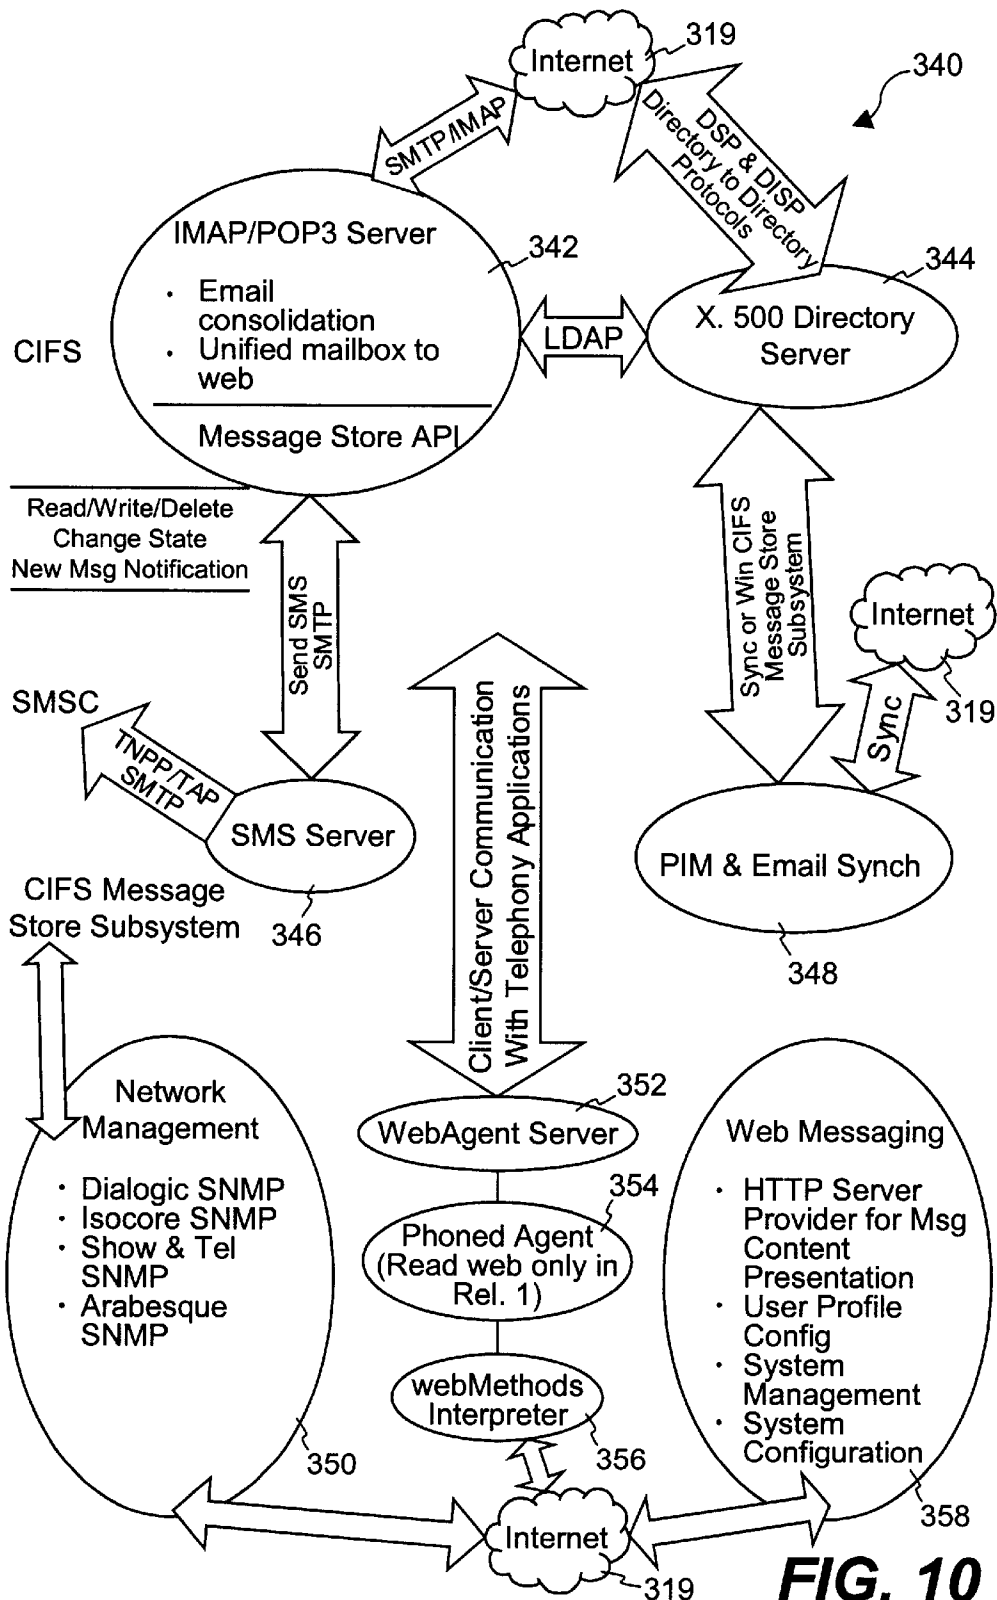 Internet
319
340
SMTP/IMAP
DSP & DISP
Directory to Directory
Protocols
IMAP/POP3 Server
342
· Email
consolidation
· Unified mailbox to
web
Message Store API
CIFS
LDAP
344
X. 500 Directory
Server
Read/Write/Delete
Change State
New Msg Notification
Send SMS
SMTP
Sync or Win CIFS
Message Store
Subsystem
Internet
319
Sync
SMSC
TNPP/TAP
SMTP
SMS Server
346
Client/Server Communication
With Telephony Applications
PIM & Email Synch
348
CIFS Message
Store Subsystem
Network
Management
· Dialogic SNMP
· Isocore SNMP
· Show & Tel
SNMP
· Arabesque
SNMP
350
352
WebAgent Server
354
Phoned Agent
(Read web only in
Rel. 1)
webMethods
Interpreter
356
Web Messaging
· HTTP Server
Provider for Msg
Content
Presentation
· User Profile
Config
· System
Management
· System
Configuration
358
Internet
319
FIG. 10